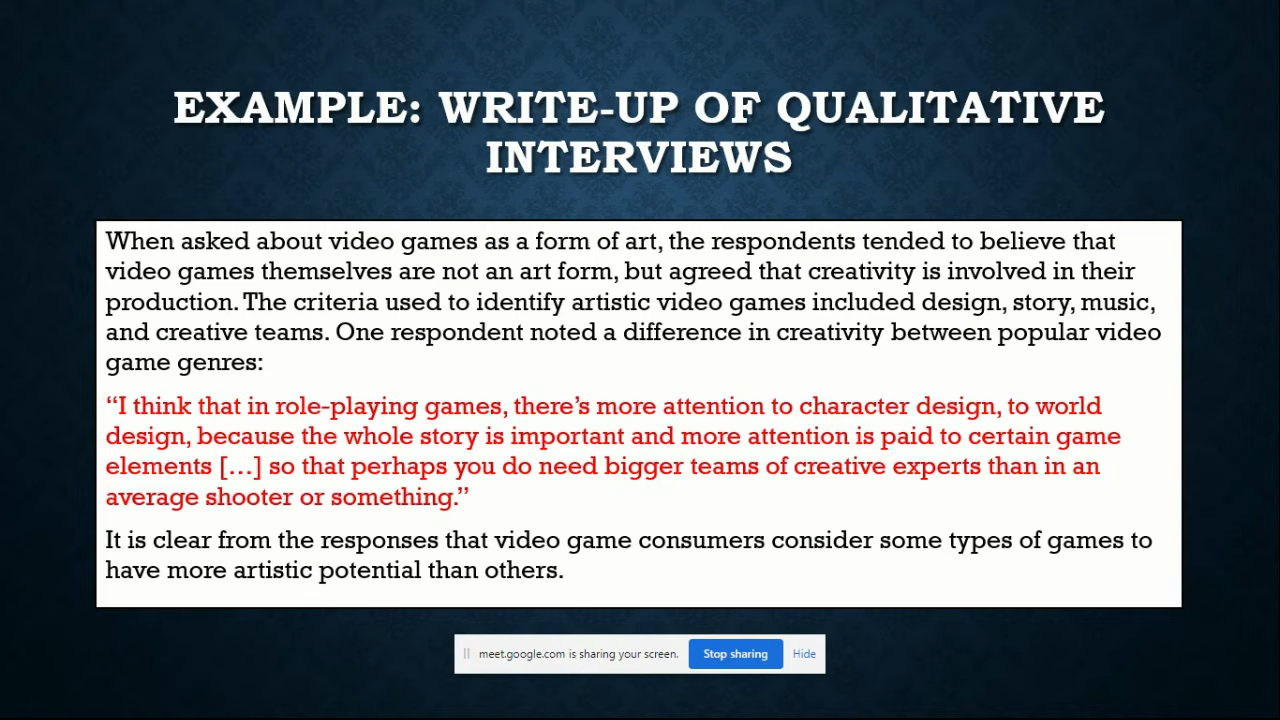 EXAMPLE: WRITE-UP OF QUALITATIVE
INTERVIEWS
When asked about video games as a form of art, the respondents tended to believe that
video games themselves are not an art form, but agreed that creativity is involved in their
production. The criteria used to identify artistic video games included design, story, music,
and creative teams. One respondent noted a difference in creativity between popular video
game genres:
“I think that in role-playing games, there’s more attention to character design, to world
design, because the whole story is important and more attention is paid to certain game
elements […] so that perhaps you do need bigger teams of creative experts than in an
average shooter or something.”
It is clear from the responses that video game consumers consider some types of games to
have more artistic potential than others.
meet.google.com is sharing your screen. Stop sharing Hide